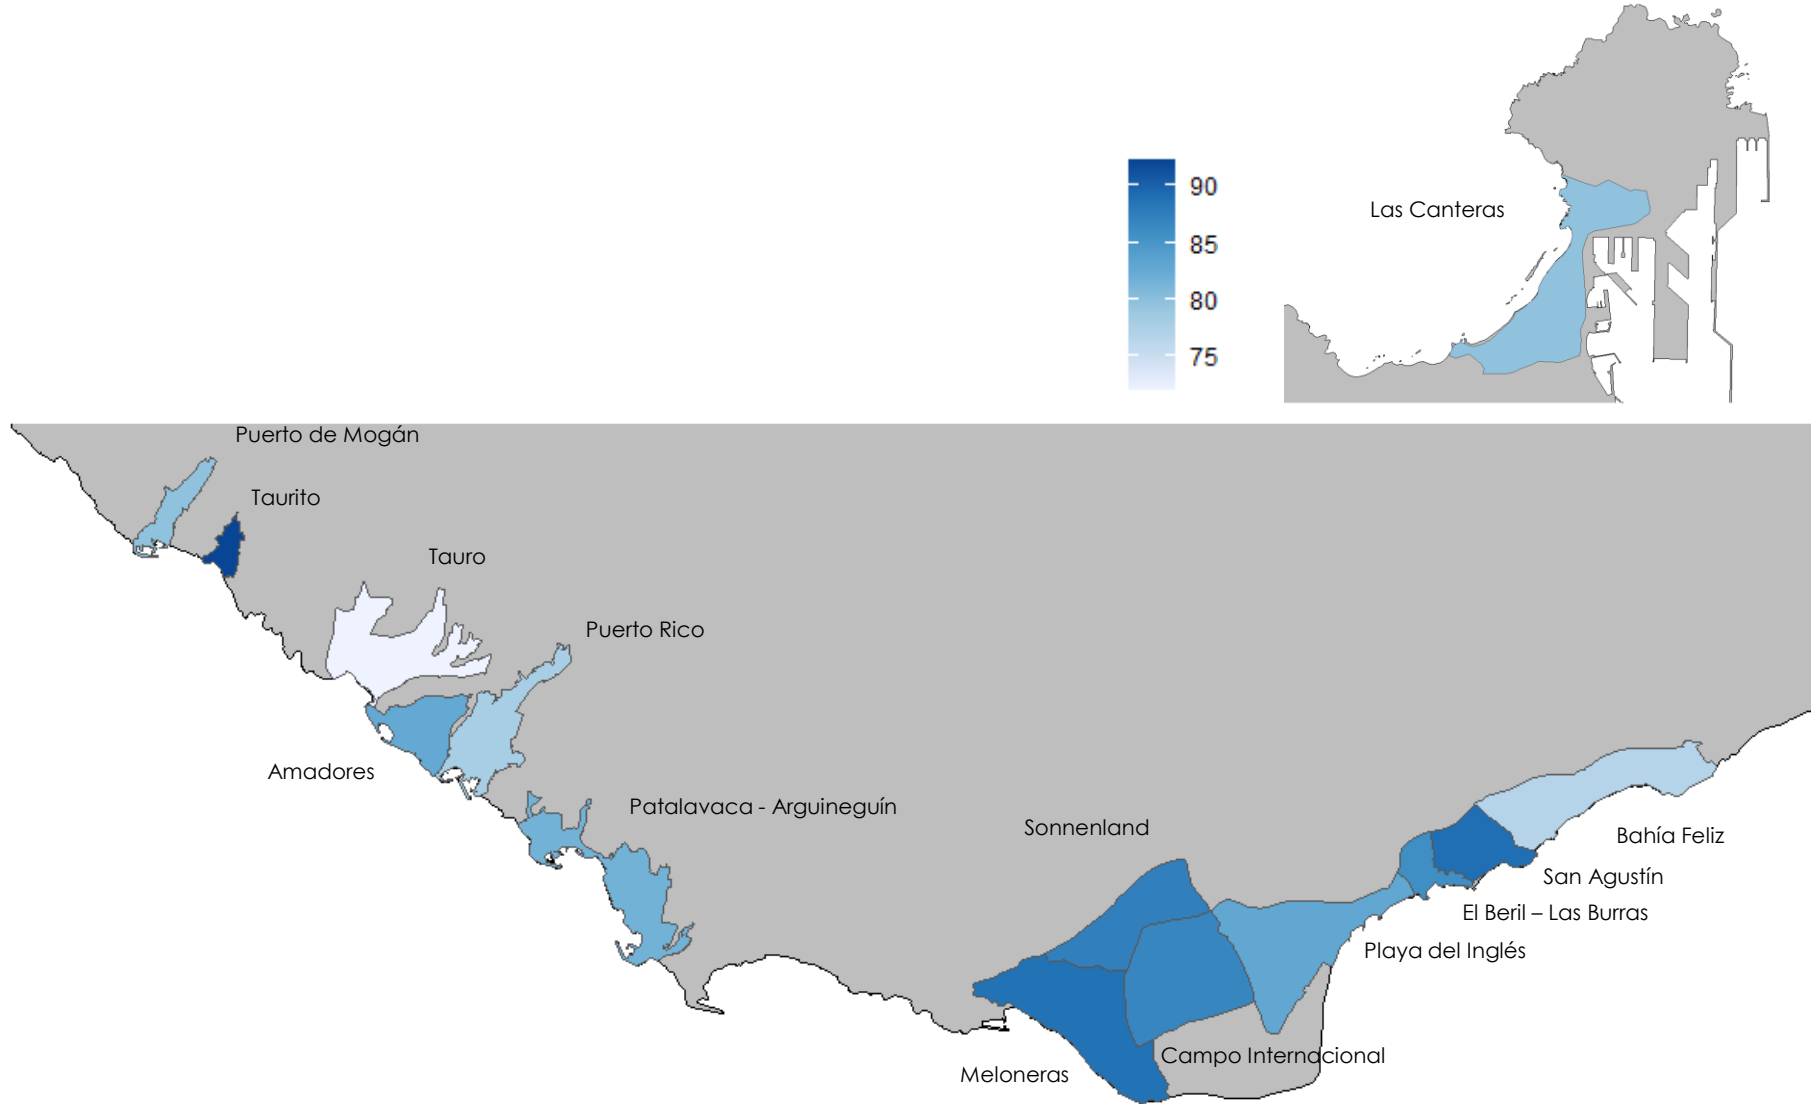 90
85
80
75
Las Canteras
Puerto de Mogán
Taurito
Tauro
Puerto Rico
Amadores
Patalavaca - Arguineguín
Sonnenland
Bahía Feliz
San Agustín
El Beril – Las Burras
Playa del Inglés
Campo Internacional
Meloneras